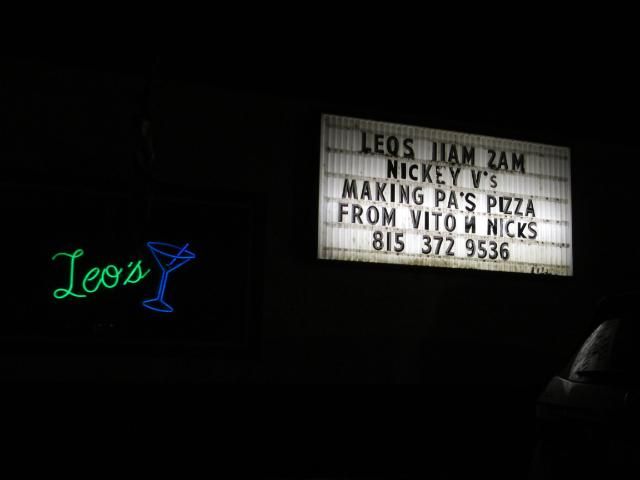 Leo's
LEOS 11AM 2AM
NICKEY V's
MAKING PA'S PIZZA
FROM VITO N NICKS
815 372 9536